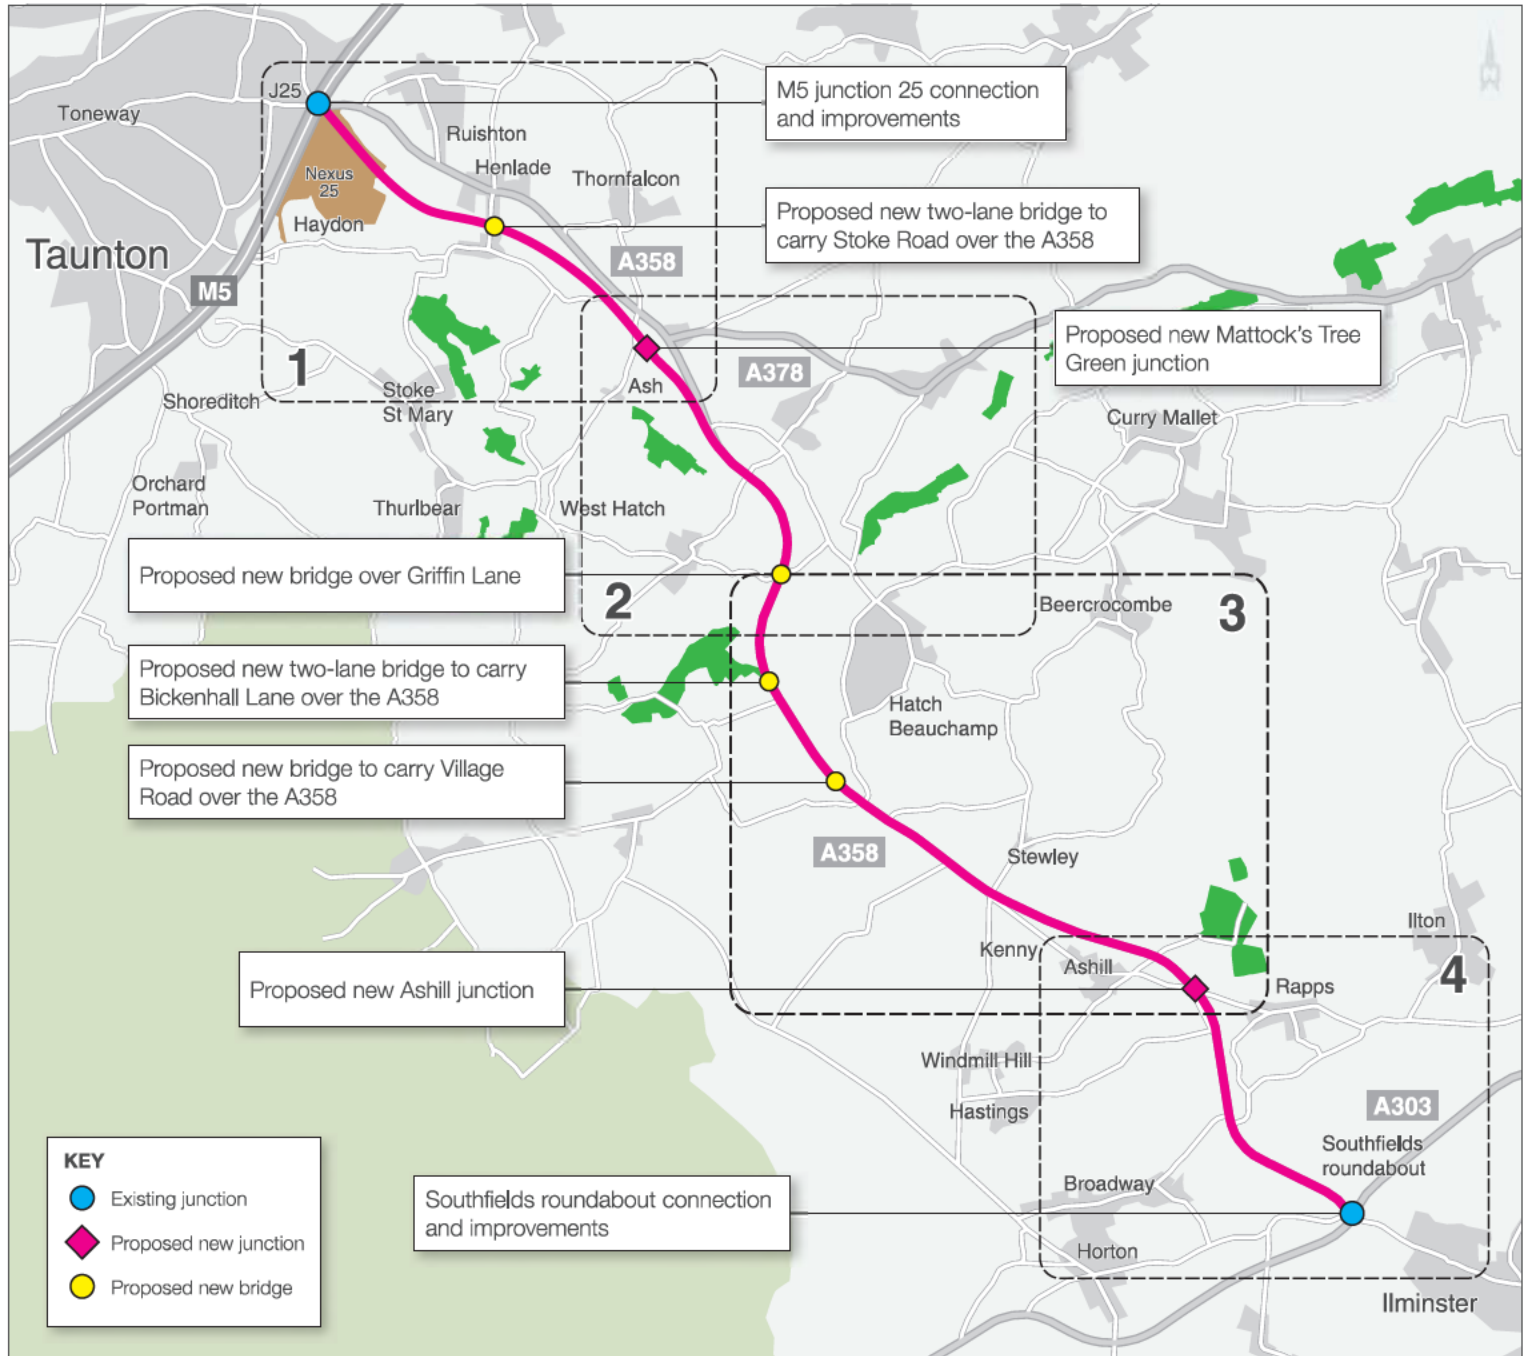 J25
Toneway
Ruishton
Henlade
Thornfalcon
Nexus
25
Haydon
Taunton
M5
A358
M5 junction 25 connection
and improvements
Proposed new two-lane bridge to
carry Stoke Road over the A358
Proposed new Mattock's Tree
Green junction
1
Ash
A378
Stoke
St Mary
Shoreditch
Curry Mallet
Orchard
Portman
Thurlbear
West Hatch
Proposed new bridge over Griffin Lane
2
Beercrocombe
3
Proposed new two-lane bridge to carry
Bickenhall Lane over the A358
Hatch
Beauchamp
Proposed new bridge to carry Village
Road over the A358
A358
Stewley
Ilton
Kenny
Ashill
4
Proposed new Ashill junction
Rapps
Windmill Hill
Hastings
A303
Southfields
roundabout
KEY
Existing junction
Proposed new junction
Proposed new bridge
Southfields roundabout connection
and improvements
Broadway
Horton
Ilminster